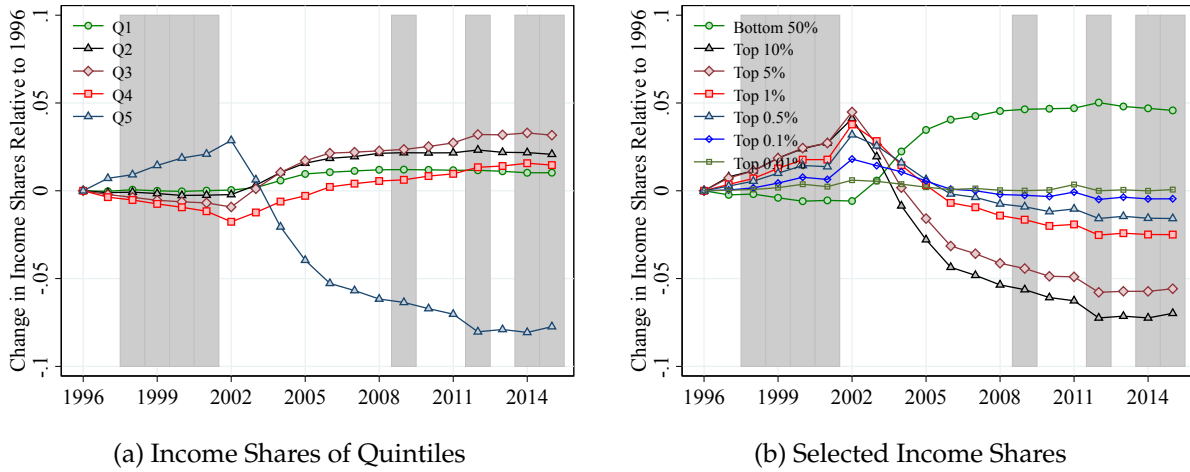 Change in Income Shares Relative to 1996
.1
.05
0
-.05
-.1
Q1
Q2
Q3
Q4
Q5
1996 1999 2002 2005 2008 2011 2014
(a) Income Shares of Quintiles
Change in Income Shares Relative to 1996
.1
.05
0
-.05
-.1
Bottom 50%
Top 10%
Top 5%
Top 1%
Top 0.5%
Top 0.1%
Top 0.01%
1996 1999 2002 2005 2008 2011 2014
(b) Selected Income Shares